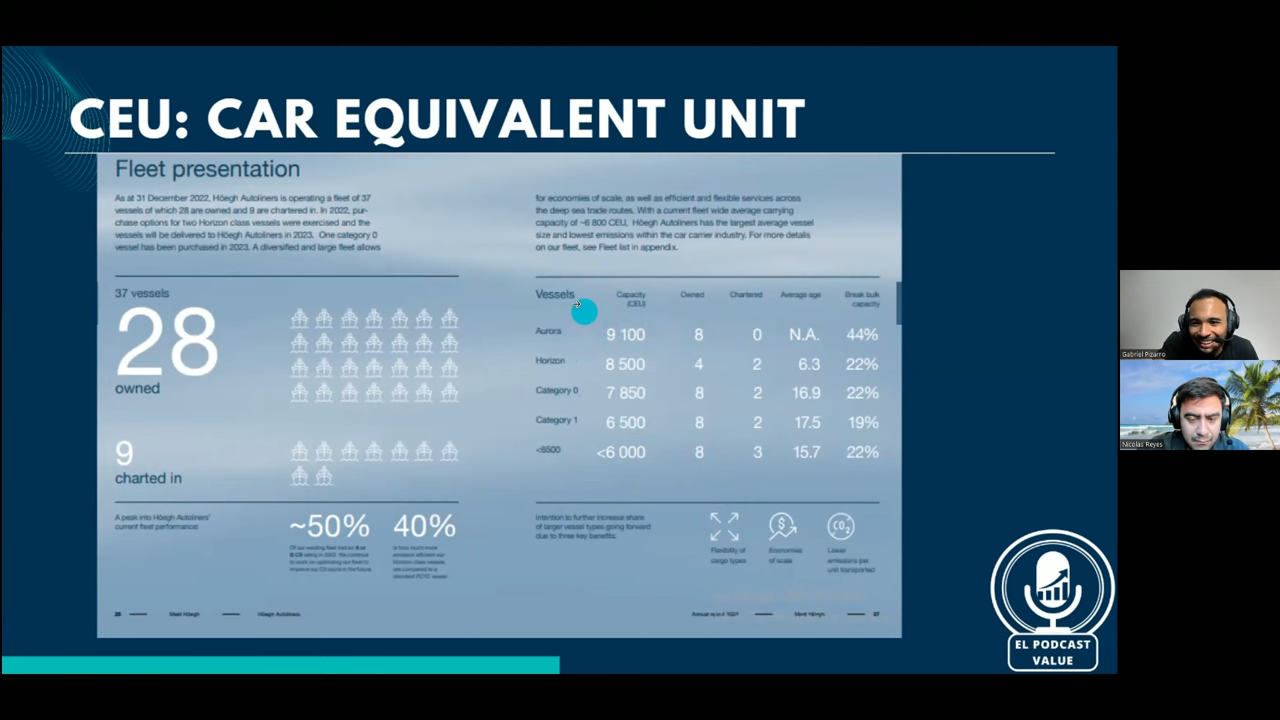 CEU: CAR EQUIVALENT UNIT
Fleet presentation
As at 31 December 2022, Höegh Autoliners is operating a fleet of 37
vessels of which 28 are owned and 9 are chartered in. In 2022, pur-
chase options for two Horizon class vessels were exercised and the
vessels will be delivered to Höegh Autoliners in 2023. One category 0
vessel has been purchased in 2023. A diversified and large fleet allows
for economies of scale, as well as efficient and flexible services across
the deep sea trade routes. With a current fleet wide average carrying
capacity of ~6 800 CEU, Höegh Autoliners has the largest average vessel
size and lowest emissions within the car carrier industry. For more details
on our fleet, see Fleet list in appendix.
37 vessels
28
owned
9
charted in
A peak into Höegh Autoliners'
current fleet performance:
~50%
40%
Vessels
Capacity
(CEU)
Owned
Chartered
Average age
Break bulk
capacity
Aurora 9 100 8 0 N.A. 44%
Horizon 8 500 4 2 6.3 22%
Category 0 7 850 8 2 16.9 22%
Category 1 6 500 8 2 17.5 19%
<6500 <6 000 8 3 15.7 22%
Intention to further increase share
of larger vessel types going forward
due to three key benefits:
$
CO₂
Flexibility of
cargo types
Economies
of scale
Lower
emissions per
unit transported
Meet Höegh
Höegh Autoliners
37
EL PODCAST
VALUE
Gabriel Pizarro
Nicolas Reyes